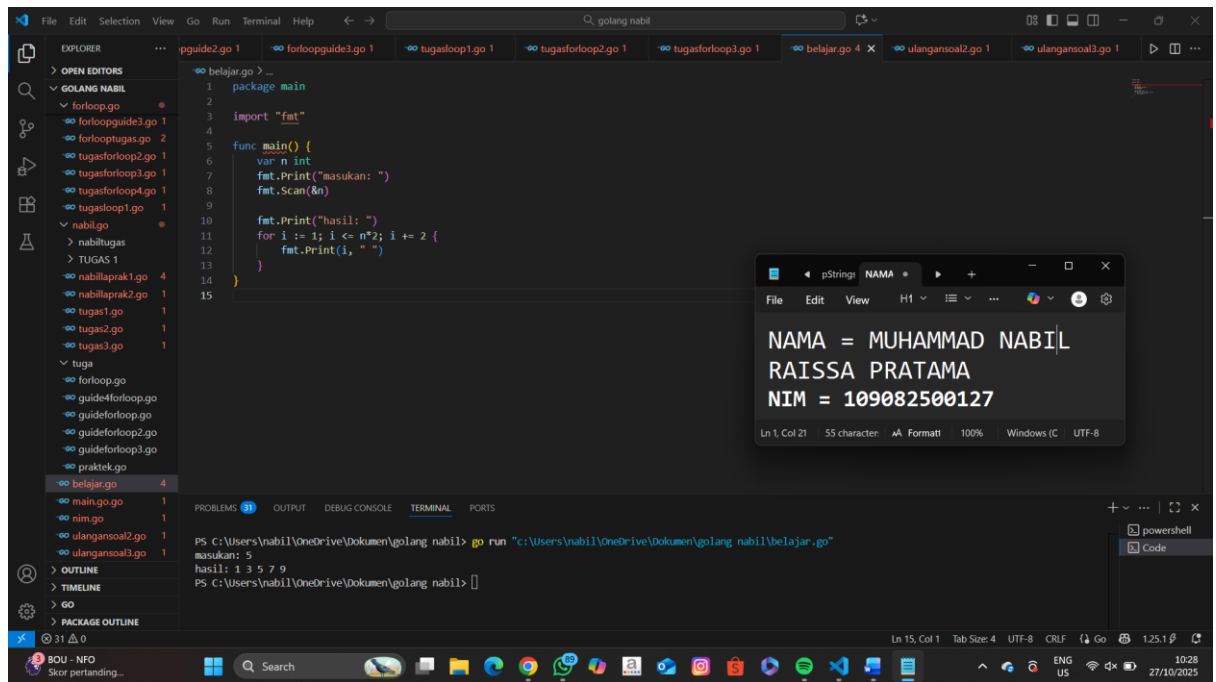 File Edit Selection View Go Run Terminal Help
golang nabil
EXPLORER
pguide2.go 1 forloopguide3.go 1 tugasloop1.go 1 tugasforloop2.go 1 tugasforloop3.go 1 belajar.go 4 ulangansoal2.go 1 ulangansoal3.go 1
OPEN EDITORS
GOLANG NABIL
forloop.go
forloopguide3.go 1
forlooptugas.go 2
tugasforloop2.go 1
tugasforloop3.go 1
tugasforloop4.go 1
tugasloop1.go 1
nabil.go
nabiltugas
TUGAS 1
nabillaprak1.go 4
nabillaprak2.go 1
tugas1.go 1
tugas2.go 1
tugas3.go 1
tuga
forloop.go
guide4forloop.go
guideforloop.go
guideforloop2.go
guideforloop3.go
praktek.go
belajar.go 4
main.go.go 1
nim.go 1
ulangansoal2.go 1
ulangansoal3.go 1
OUTLINE
TIMELINE
GO
PACKAGE OUTLINE
belajar.go > ...
1 package main
2
3 import "fmt"
4
5 func main() {
6 var n int
7 fmt.Print("masukan: ")
8 fmt.Scan(&n)
9
10 fmt.Print("hasil: ")
11 for i := 1; i <= n*2; i += 2 {
12 fmt.Print(i, " ")
13 }
14 }
15
pStrings NAMA
File Edit View H1
NAMA = MUHAMMAD NABIL
RAISSA PRATAMA
NIM = 109082500127
Ln 1, Col 21 55 character Formatt 100% Windows (C UTF-8
PROBLEMS 31 OUTPUT DEBUG CONSOLE TERMINAL PORTS
powershell
Code
PS C:\Users\nabil\OneDrive\Dokumen\golang nabil> go run "c:\Users\nabil\OneDrive\Dokumen\golang nabil\belajar.go"
masukan: 5
hasil: 1 3 5 7 9
PS C:\Users\nabil\OneDrive\Dokumen\golang nabil>
31 0 Ln 15, Col 1 Tab Size: 4 UTF-8 CRLF Go 1.25.1
3 BOU - NFO
Skor pertanding...
Search
89
ENG
US
10:28
27/10/2025